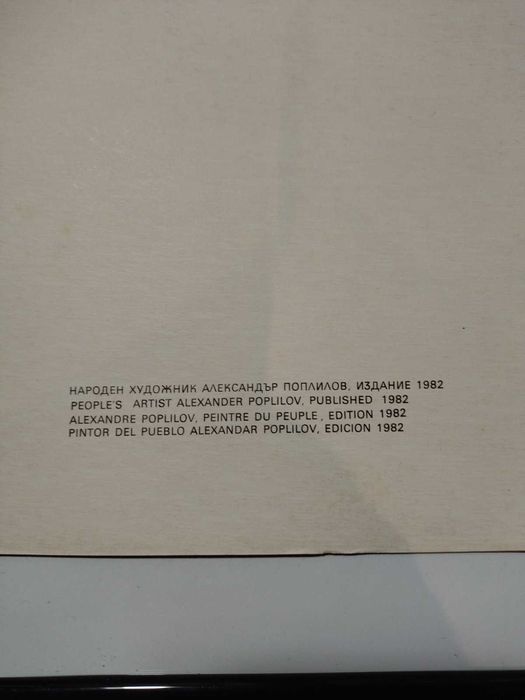 НАРОДЕН ХУДОЖНИК АЛЕКСАНДЪР ПОПЛИЛОВ, ИЗДАНИЕ 1982
PEOPLE'S ARTIST ALEXANDER POPLILOV, PUBLISHED 1982
ALEXANDRE POPLILOV, PEINTRE DU PEUPLE, EDITION 1982
PINTOR DEL PUEBLO ALEXANDAR POPLILOV, EDICION 1982